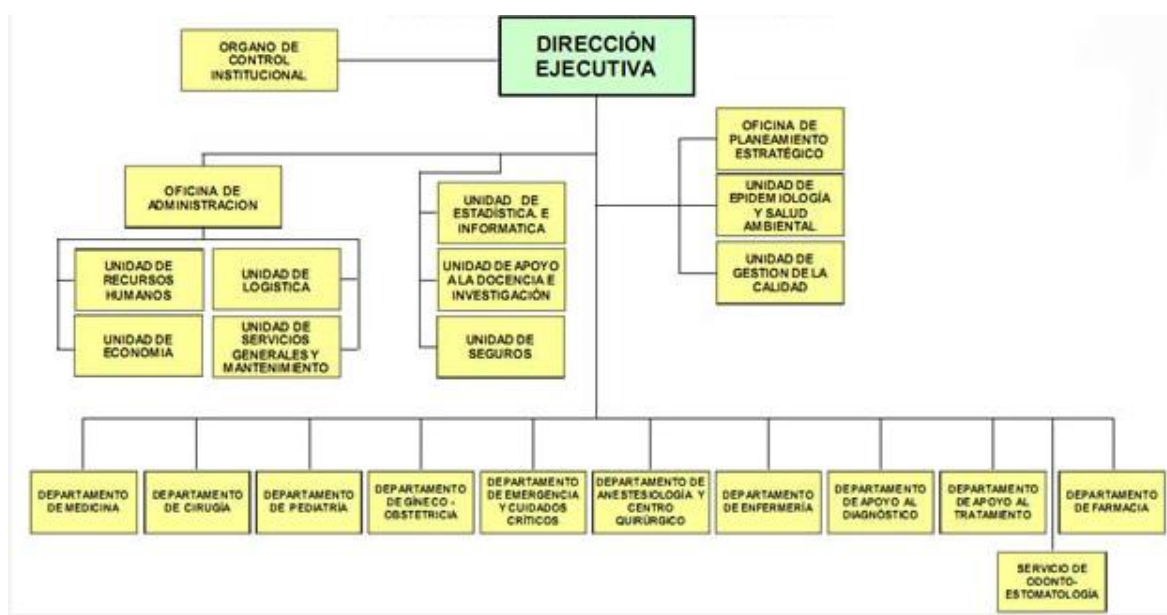 ORGANO DE
CONTROL
INSTITUCIONAL
DIRECCIÓN
EJECUTIVA
OFICINA DE
PLANEAMIENTO
ESTRATÉGICO
OFICINA DE
ADMINISTRACION
UNIDAD DE
ESTADÍSTICA. E
INFORMATICA
UNIDAD DE
EPIDEMIOLOGÍA
Y SALUD
AMBIENTAL
UNIDAD DE
RECURSOS
HUMANOS
UNIDAD DE
LOGISTICA
UNIDAD DE APOYO
A LA DOCENCIA E
INVESTIGACIÓN
UNIDAD DE
GESTION DE LA
CALIDAD
UNIDAD DE
ECONOMIA
UNIDAD DE
SERVICIOS
GENERALES Y
MANTENIMIENTO
UNIDAD DE
SEGUROS
DEPARTAMENTO
DE MEDICINA
DEPARTAMENTO
DE CIRUGÍA
DEPARTAMENTO
DE PEDIATRÍA
DEPARTAMENTO
DE GÍNECO -
OBSTETRICIA
DEPARTAMENTO
DE EMERGENCIA
Y CUIDADOS
CRÍTICOS
DEPARTAMENTO DE
ANESTESIOLOGÍA Y
CENTRO
QUIRÚRGICO
DEPARTAMENTO
DE ENFERMERÍA
DEPARTAMENTO
DE APOYO AL
DIAGNÓSTICO
DEPARTAMENTO
DE APOYO AL
TRATAMIENTO
DEPARTAMENTO
DE FARMACIA
SERVICIO DE
ODONTO-
ESTOMATOLOGÍA